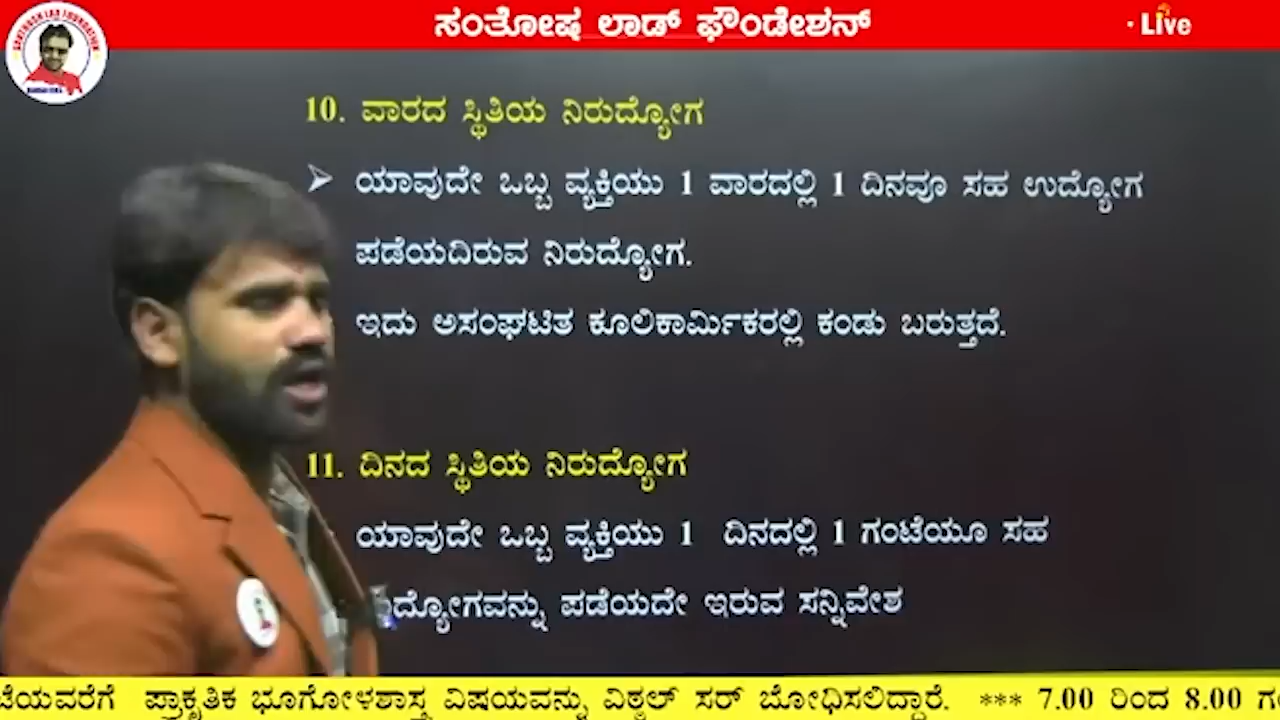 ಸಂತೋಷ ಲಾಡ್ ಫೌಂಡೇಶನ್
Live
10. ವಾರದ ಸ್ಥಿತಿಯ ನಿರುದ್ಯೋಗ
ಯಾವುದೇ ಒಬ್ಬ ವ್ಯಕ್ತಿಯು 1 ವಾರದಲ್ಲಿ 1 ದಿನವೂ ಸಹ ಉದ್ಯೋಗ
ಪಡೆಯದಿರುವ ನಿರುದ್ಯೋಗ.
ಇದು ಅಸಂಘಟಿತ ಕೂಲಿಕಾರ್ಮಿಕರಲ್ಲಿ ಕಂಡು ಬರುತ್ತದೆ.
11. ದಿನದ ಸ್ಥಿತಿಯ ನಿರುದ್ಯೋಗ
ಯಾವುದೇ ಒಬ್ಬ ವ್ಯಕ್ತಿಯು 1 ದಿನದಲ್ಲಿ 1 ಗಂಟೆಯೂ ಸಹ
ದ್ಯೋಗವನ್ನು ಪಡೆಯದೇ ಇರುವ ಸನ್ನಿವೇಶ
ಟೆಯವರೆಗೆ ಪ್ರಾಕೃತಿಕ ಭೂಗೋಳಶಾಸ್ತ್ರ ವಿಷಯವನ್ನು ವಿಠ್ಠಲ್ ಸರ್ ಬೋಧಿಸಲಿದ್ದಾರೆ. *** 7.00 ರಿಂದ 8.00 ಗಂ